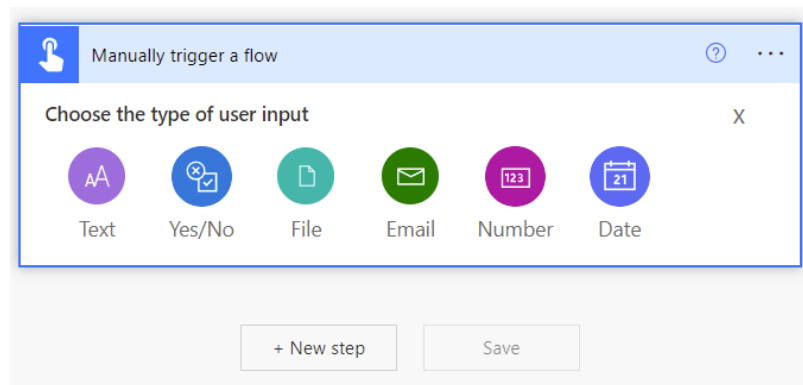 Manually trigger a flow
? ...
Choose the type of user input X
AA 123 21
Text Yes/No File Email Number Date
+ New step Save